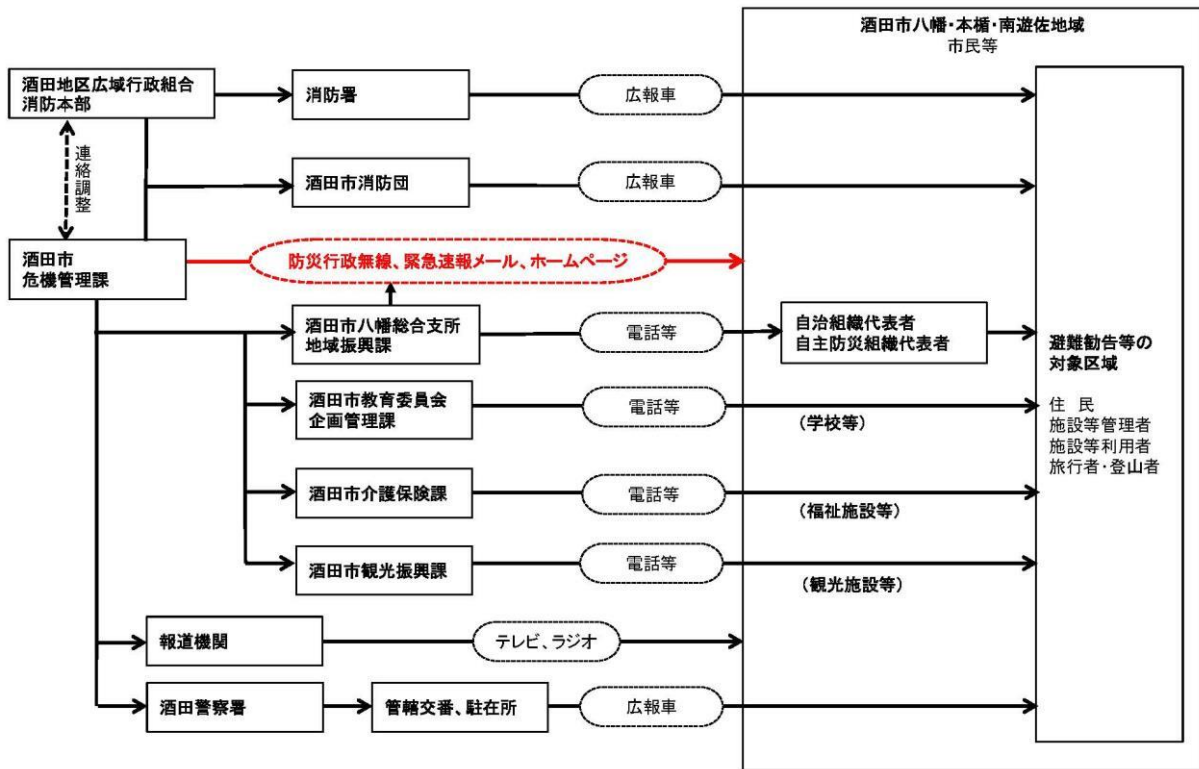 酒田市八幡・本楯・南遊佐地域
市民等
酒田地区広域行政組合
消防本部
消防署
広報車
連絡調整
酒田市消防団
広報車
酒田市
危機管理課
防災行政無線、緊急速報メール、ホームページ
酒田市八幡総合支所
地域振興課
電話等
自治組織代表者
自主防災組織代表者
避難勧告等の
対象区域
住 民
施設等管理者
施設等利用者
旅行者・登山者
酒田市教育委員会
企画管理課
電話等
(学校等)
酒田市介護保険課
電話等
(福祉施設等)
酒田市観光振興課
電話等
(観光施設等)
報道機関
テレビ、ラジオ
酒田警察署
管轄交番、駐在所
広報車